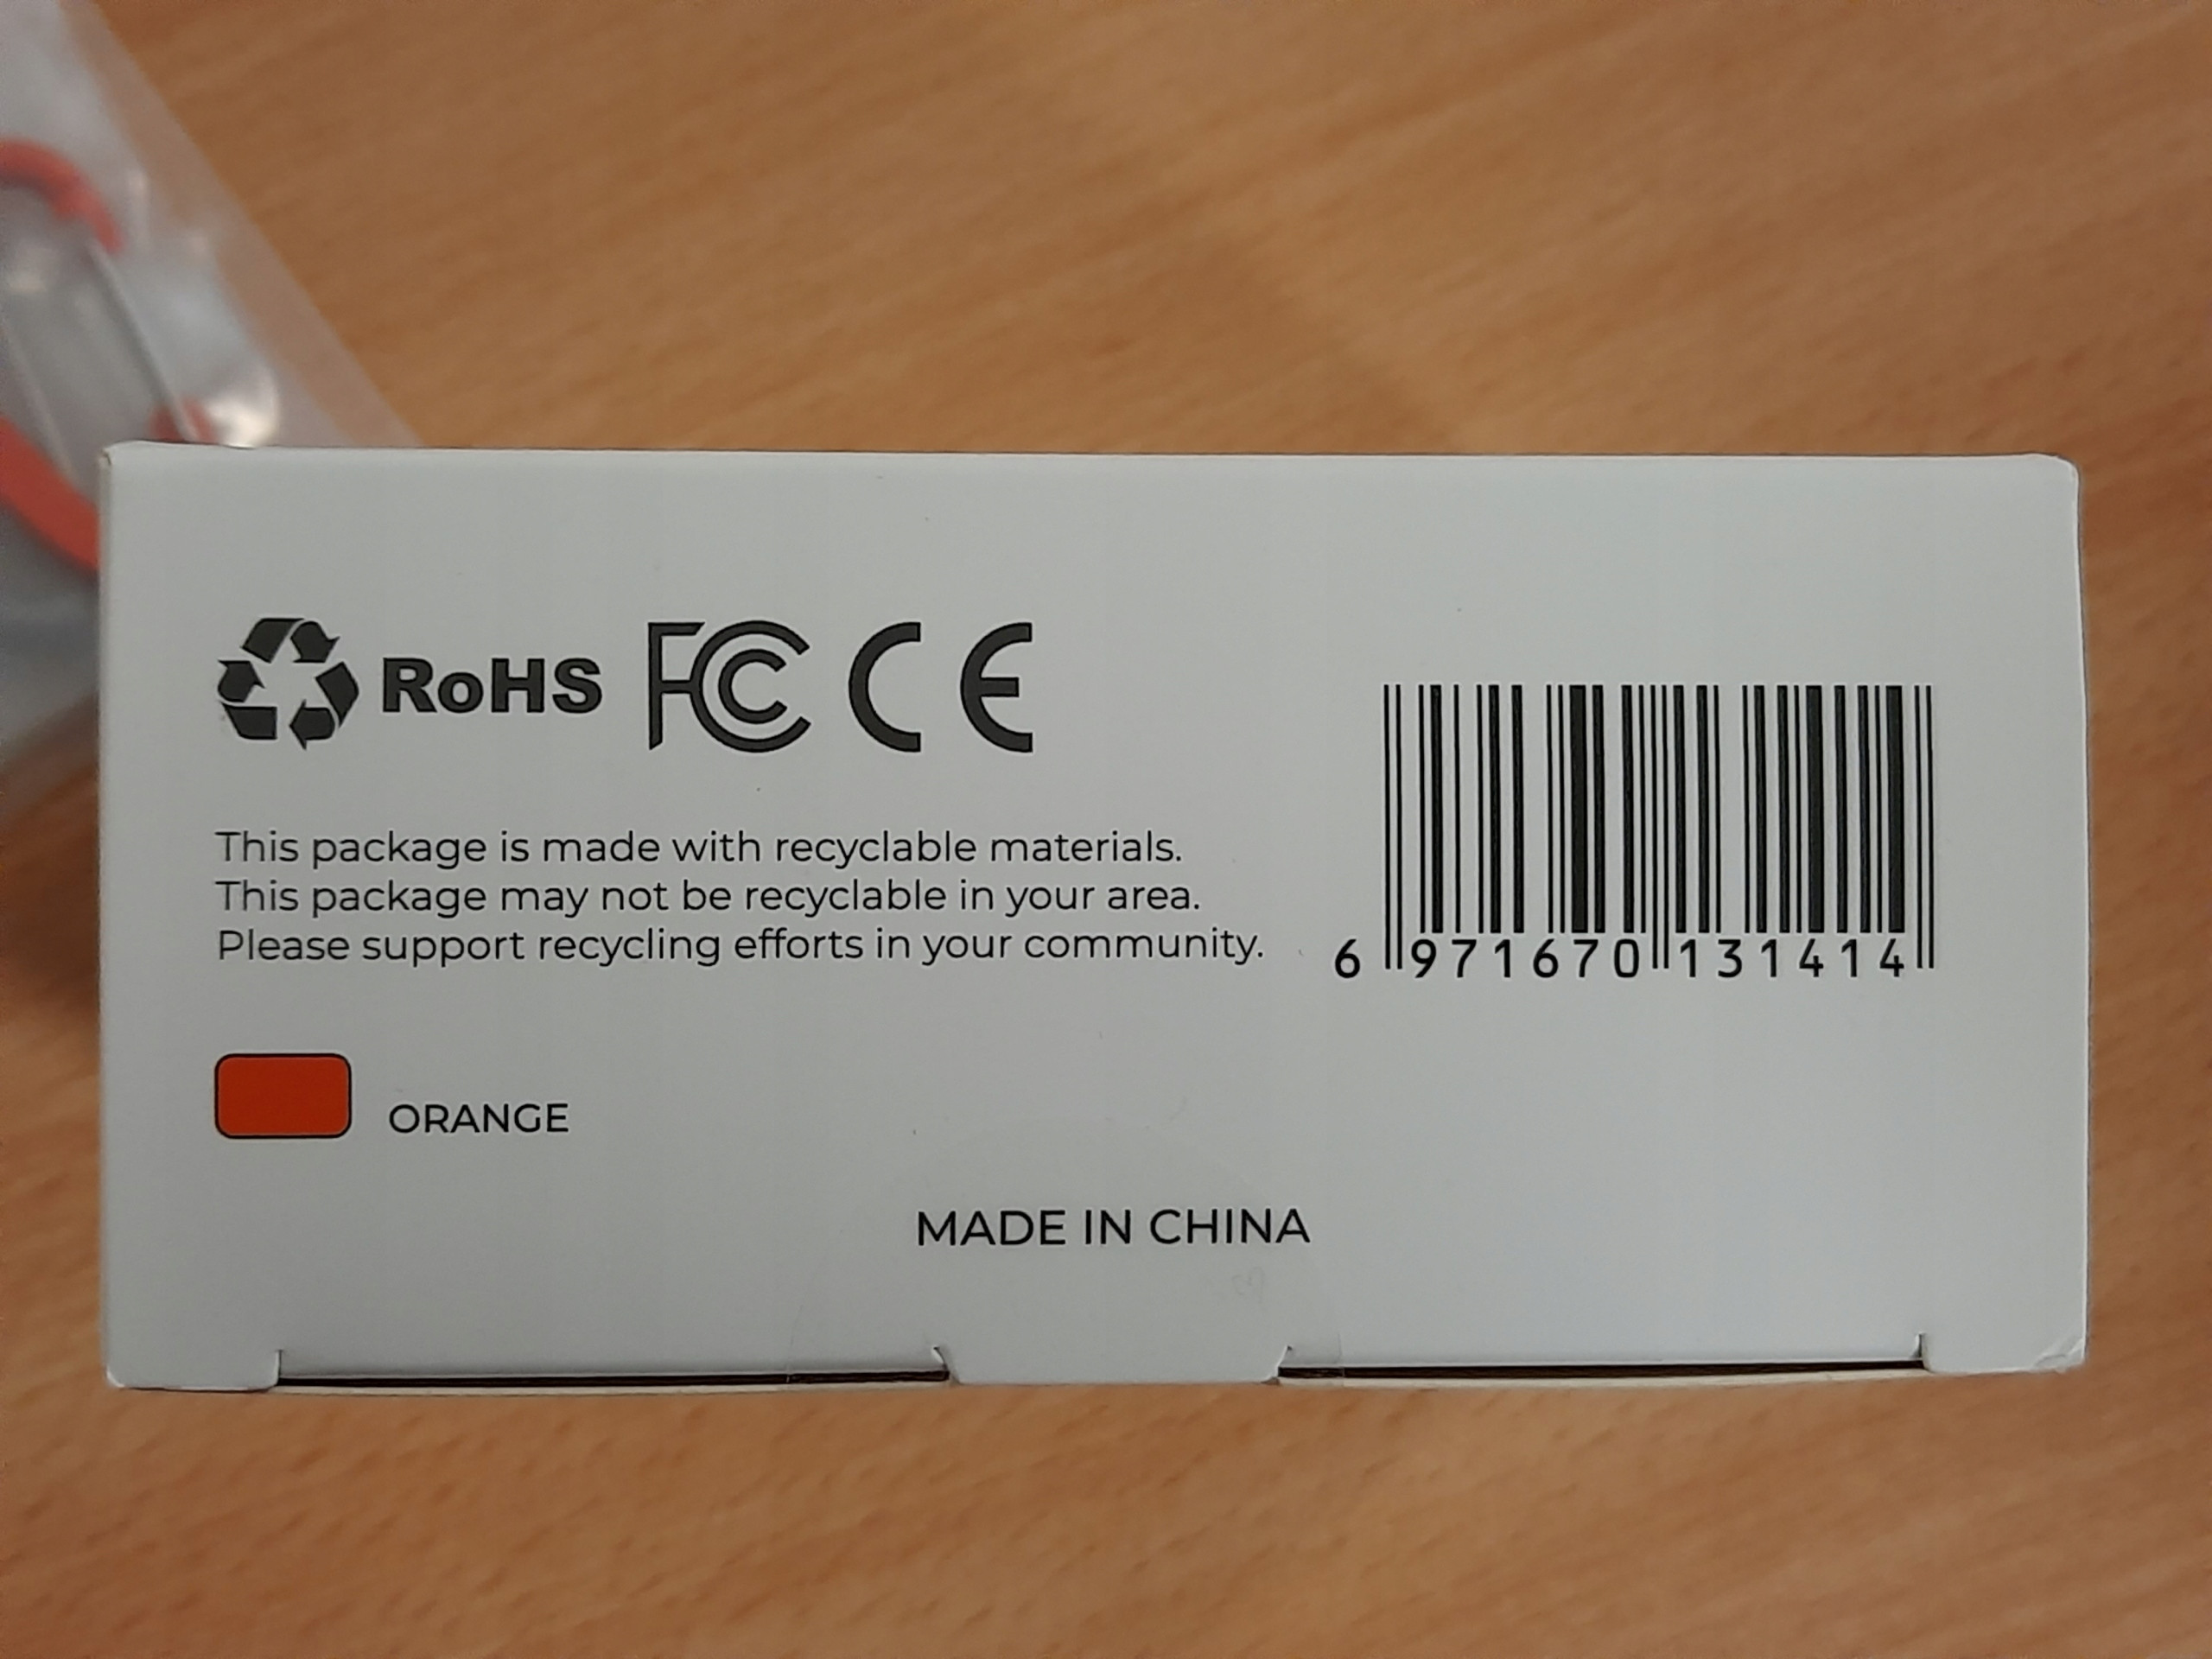 RoHS FC CE
This package is made with recyclable materials.
This package may not be recyclable in your area.
Please support recycling efforts in your community.
6 971670 131414
ORANGE
MADE IN CHINA